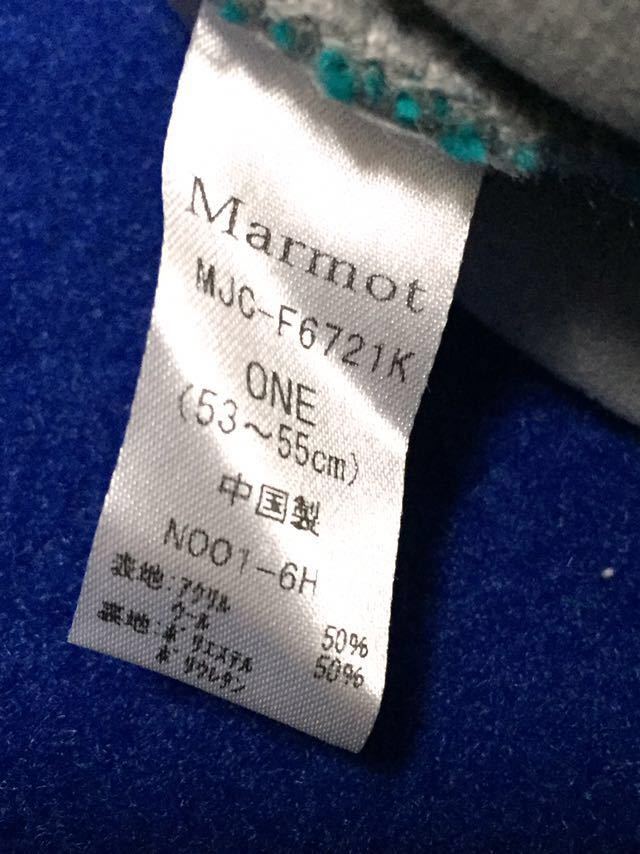 Marmot
MJC-F6721K
ONE
(53～55cm)
中国製
N001-6H
表地:アクリル 50%
ウール 50%
裏地:ポリエステル
ポリウレタン